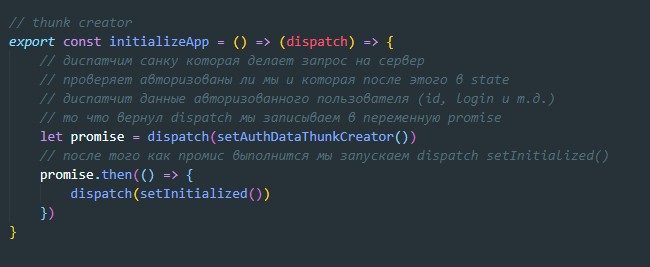 // thunk creator
export const initializeApp = () => (dispatch) => {
// диспатчим санку которая делает запрос на сервер
// проверяет авторизованы ли мы и которая после этого в state
// диспатчит данные авторизованного пользователя (id, login и т.д.)
// то что вернул dispatch мы записываем в переменную promise
let promise = dispatch(setAuthDataThunkCreator())
// после того как промис выполнится мы запускаем dispatch setInitialized()
promise.then(() => {
dispatch(setInitialized())
})
}